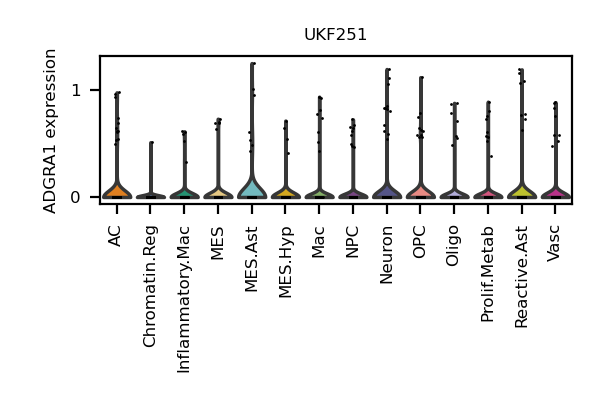 UKF251
ADGRA1 expression
1
0
AC
Chromatin.Reg
Inflammatory.Mac
MES
MES.Ast
MES.Hyp
Mac
NPC
Neuron
OPC
Oligo
Prolif.Metab
Reactive.Ast
Vasc